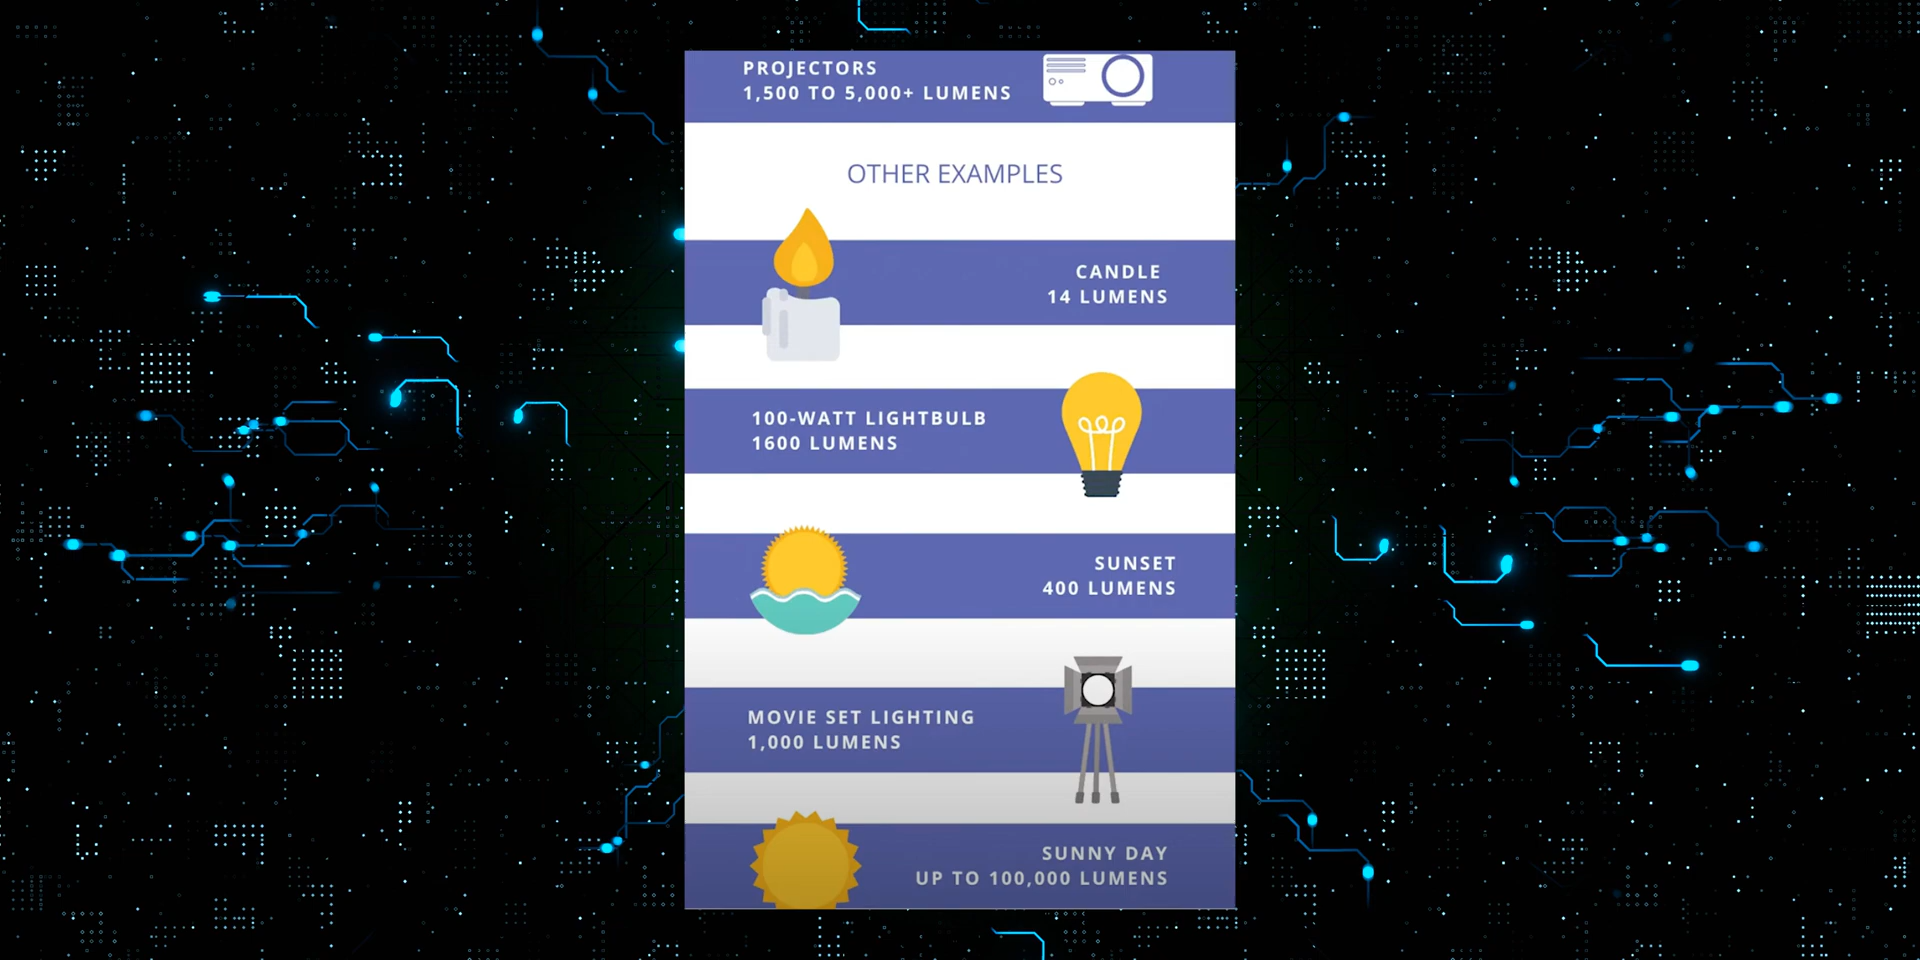 PROJECTORS
1,500 TO 5,000+ LUMENS
OTHER EXAMPLES
CANDLE
14 LUMENS
100-WATT LIGHTBULB
1600 LUMENS
SUNSET
400 LUMENS
MOVIE SET LIGHTING
1,000 LUMENS
SUNNY DAY
UP TO 100,000 LUMENS